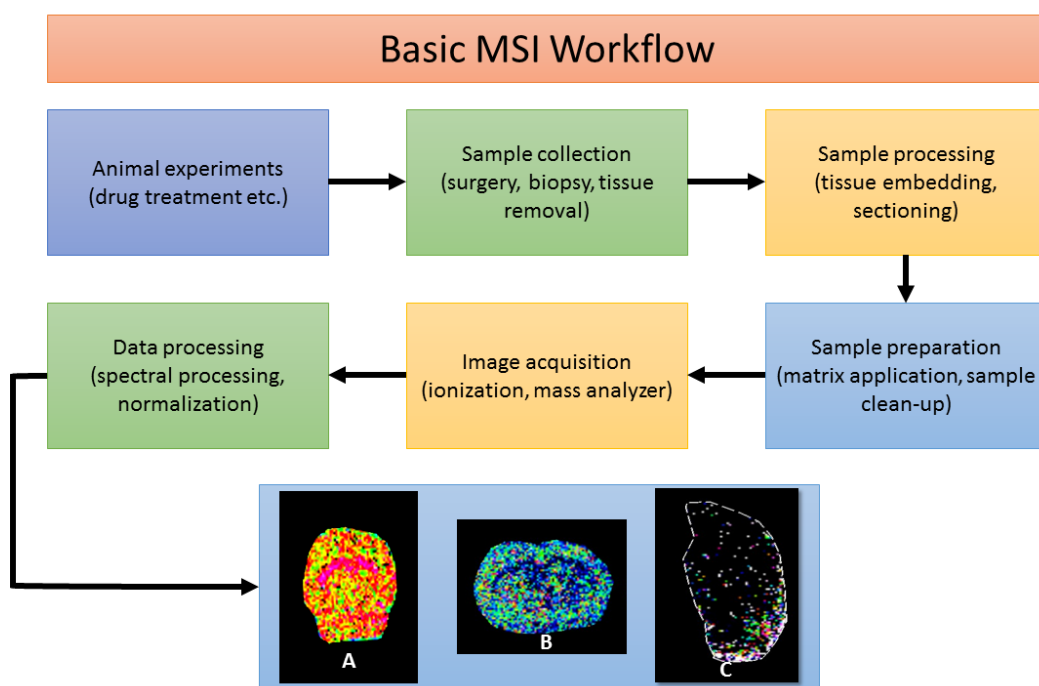 Basic MSI Workflow
Animal experiments
(drug treatment etc.)
Sample collection
(surgery, biopsy, tissue
removal)
Sample processing
(tissue embedding,
sectioning)
Sample preparation
(matrix application, sample
clean-up)
Image acquisition
(ionization, mass analyzer)
Data processing
(spectral processing,
normalization)
A
B
C